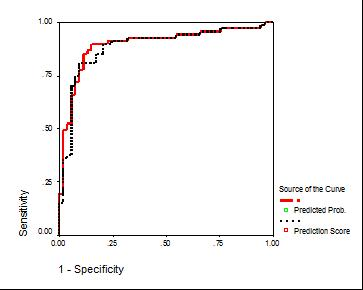 1.00
.75
.50
.25
0.00
Sensitivity
0.00
.25
.50
.75
1.00
1 - Specificity
Source of the Curve
Predicted Prob.
Prediction Score